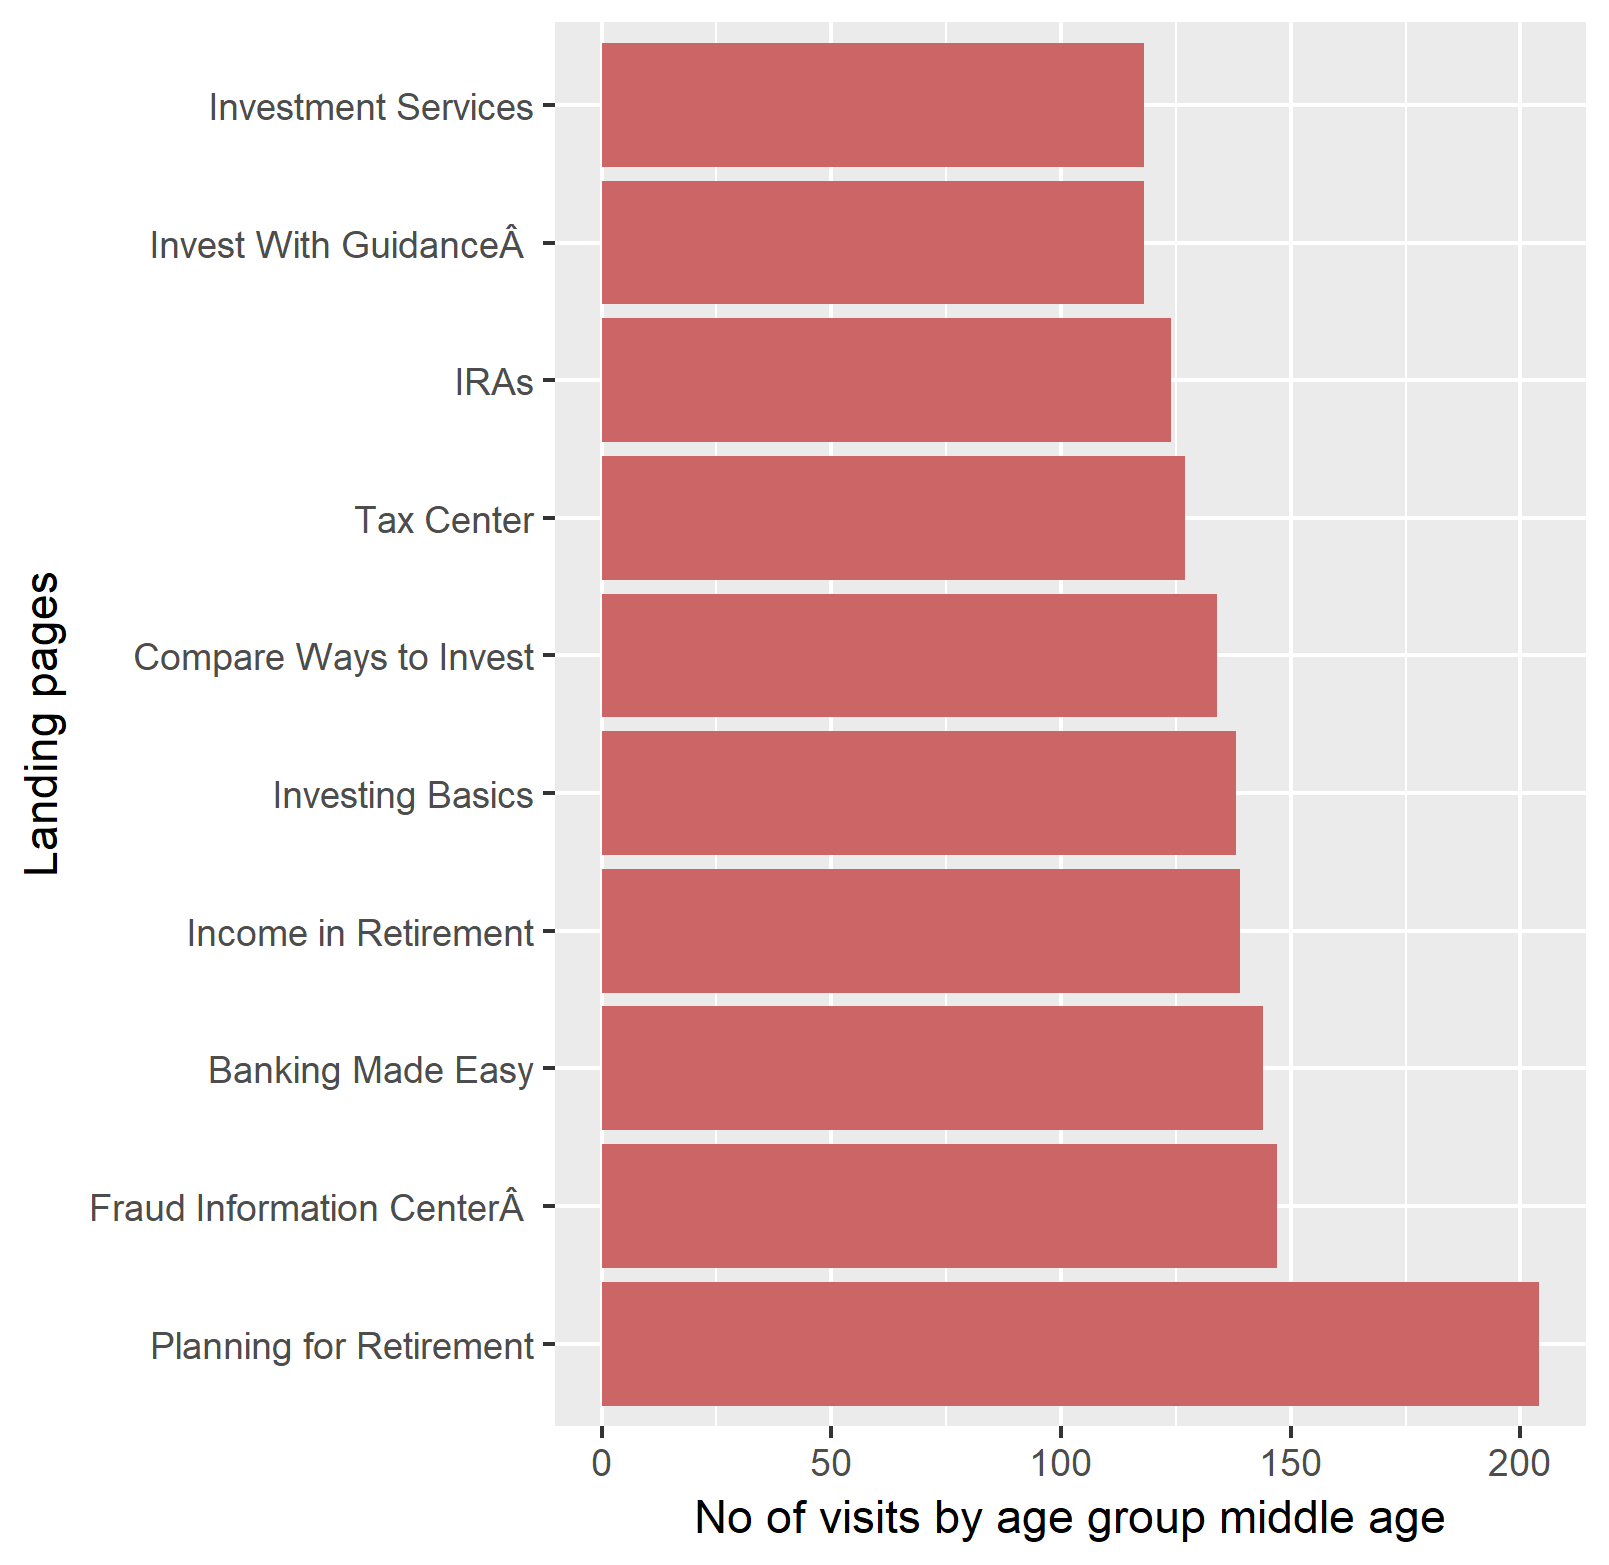 Investment Services
Invest With GuidanceÂ
IRAs
Tax Center
Compare Ways to Invest
Investing Basics
Income in Retirement
Banking Made Easy
Fraud Information CenterÂ
Planning for Retirement
Landing pages
0 50 100 150 200
No of visits by age group middle age